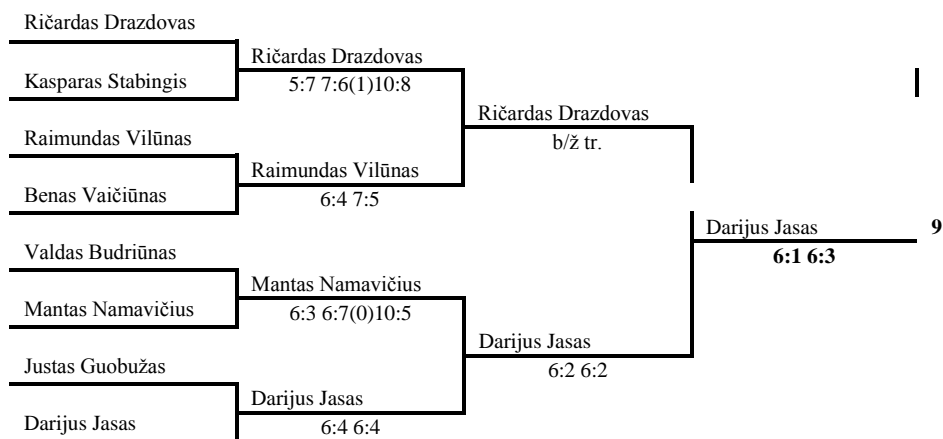 Ričardas Drazdovas
Ričardas Drazdovas
Kasparas Stabingis
5:7 7:6(1)10:8
Ričardas Drazdovas
Raimundas Vilūnas
b/ž tr.
Raimundas Vilūnas
Benas Vaičiūnas
6:4 7:5
Darijus Jasas 9
Valdas Budriūnas
6:1 6:3
Mantas Namavičius
Mantas Namavičius
6:3 6:7(0)10:5
Darijus Jasas
Justas Guobužas
6:2 6:2
Darijus Jasas
Darijus Jasas
6:4 6:4